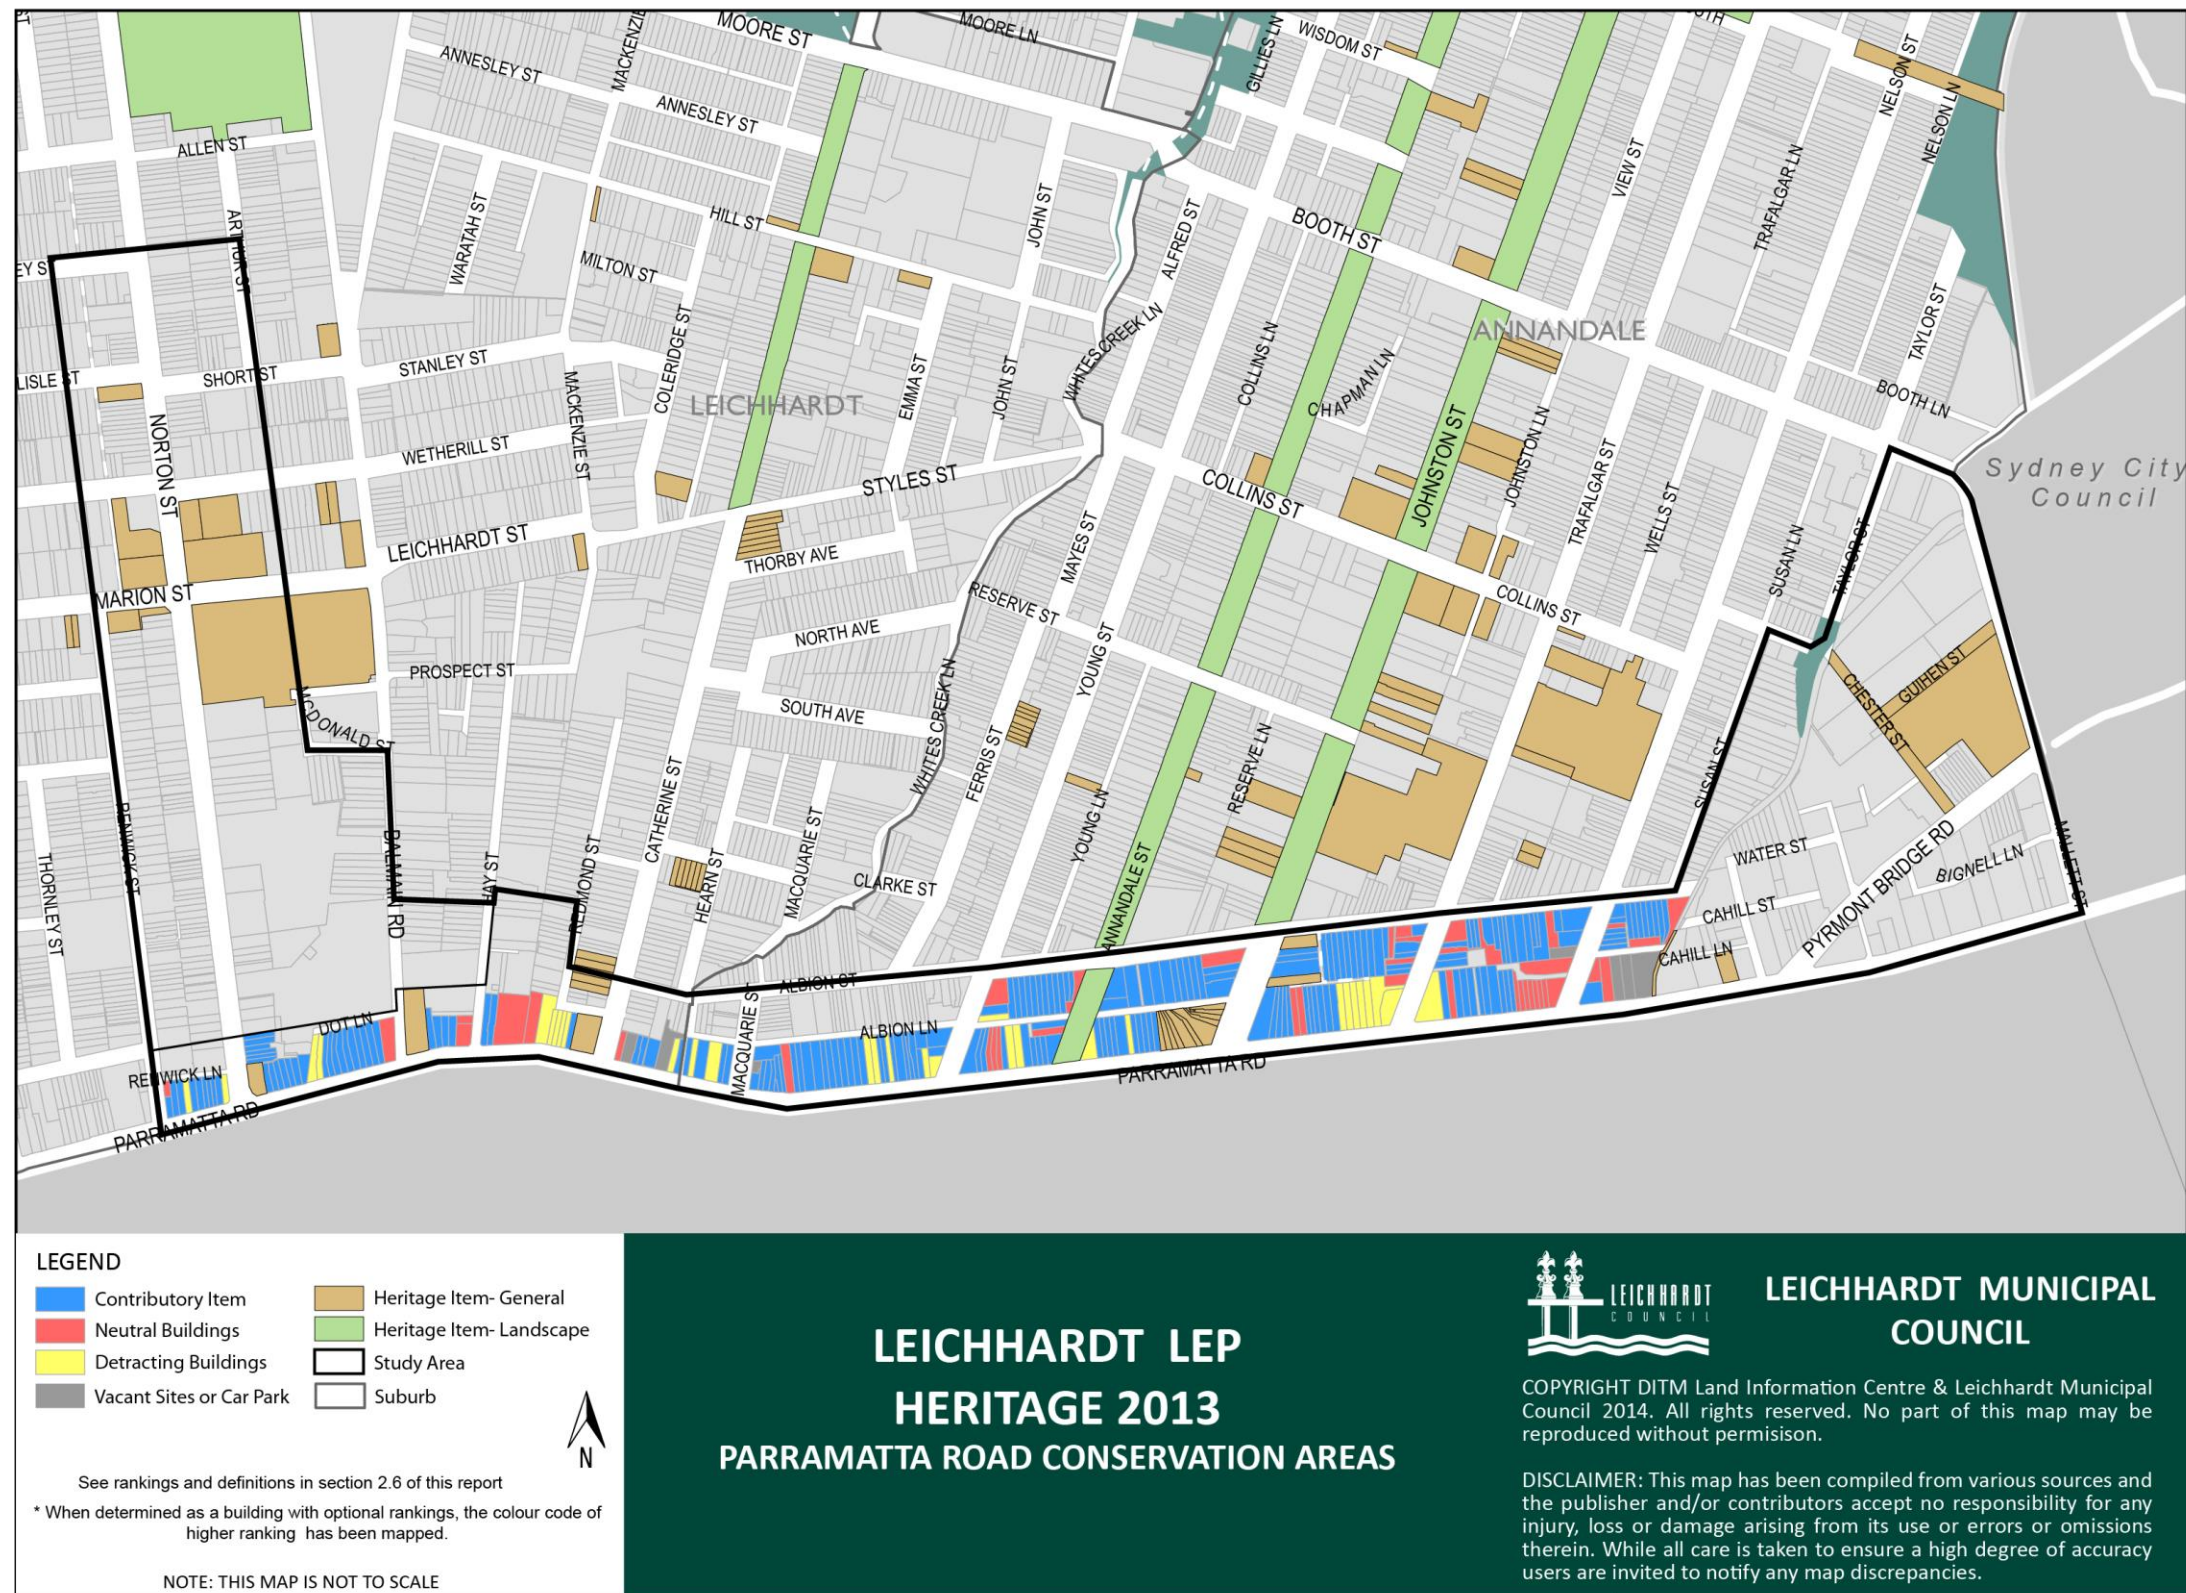 MOORE ST
MOORE LN
GILLIES LN
WISDOM ST
NELSON ST
NELSON LN
MACKENZIE
ANNESLEY ST
ANNESLEY ST
ALLEN ST
ARTHUR ST
WARATAH ST
HILL ST
MILTON ST
JOHN ST
ALFRED ST
BOOTH ST
VIEW ST
TRAFALGAR LN
EY S
TAYLOR ST
ANNANDALE
WHITES CREEK LN
COLLINS LN
CHAPMAN LN
BOOTH LN
LISLE ST
SHORT ST
STANLEY ST
MACKENZIE ST
COLERIDGE ST
LEICHHARDT
EMMA ST
JOHN ST
NORTON ST
WETHERILL ST
STYLES ST
COLLINS ST
JOHNSTON ST
JOHNSTON LN
TRAFALGAR ST
WELLS ST
SUSAN LN
TAYLOR ST
Sydney City
Council
LEICHHARDT ST
THORBY AVE
MAYES ST
MARION ST
RESERVE ST
COLLINS ST
NORTH AVE
PROSPECT ST
YOUNG ST
SOUTH AVE
WHITES CREEK LN
MCDONALD ST
GUIHEN ST
CHESTER ST
FERRIS ST
RESERVE LN
SUSAN ST
RENWICK ST
THORNLEY ST
BALMAIN RD
HAY ST
REDMOND ST
CATHERINE ST
HEARN ST
MACQUARIE ST
CLARKE ST
YOUNG LN
ANNANDALE ST
WATER ST
PYRMONT BRIDGE RD
BIGNELL LN
MALLETT ST
CAHILL ST
CAHILL LN
ALBION ST
DOT LN
ALBION LN
MACQUARIE ST
RENWICK LN
PARRAMATTA RD
PARRAMATTA RD
LEGEND
Contributory Item
Neutral Buildings
Detracting Buildings
Vacant Sites or Car Park
Heritage Item- General
Heritage Item- Landscape
Study Area
Suburb
N
See rankings and definitions in section 2.6 of this report
* When determined as a building with optional rankings, the colour code of
higher ranking has been mapped.
NOTE: THIS MAP IS NOT TO SCALE
LEICHHARDT LEP
HERITAGE 2013
PARRAMATTA ROAD CONSERVATION AREAS
LEICHHARDT
COUNCIL
LEICHHARDT MUNICIPAL
COUNCIL
COPYRIGHT DITM Land Information Centre & Leichhardt Municipal
Council 2014. All rights reserved. No part of this map may be
reproduced without permisison.
DISCLAIMER: This map has been compiled from various sources and
the publisher and/or contributors accept no responsibility for any
injury, loss or damage arising from its use or errors or omissions
therein. While all care is taken to ensure a high degree of accuracy
users are invited to notify any map discrepancies.